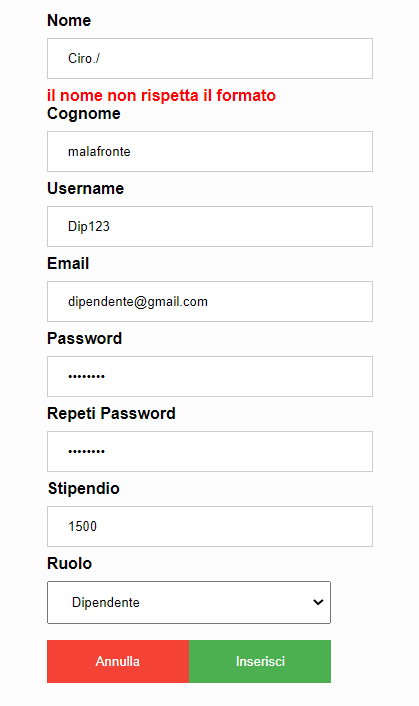 Nome
Ciro./
il nome non rispetta il formato
Cognome
malafronte
Username
Dip123
Email
dipendente@gmail.com
Password
••••••••
Repeti Password
••••••••
Stipendio
1500
Ruolo
Dipendente
Annulla Inserisci